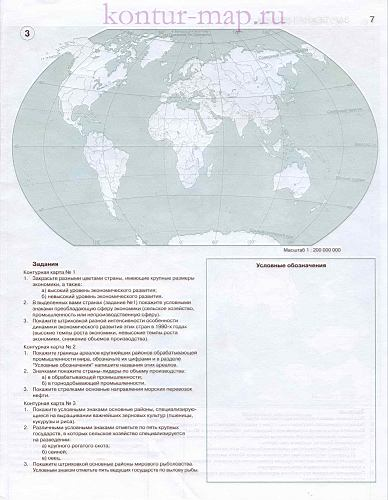 kontur-map.ru
7
3
Масштаб 1 : 200 000 000
Задания
Контурная карта № 1
1. Закрасьте разными цветами страны, имеющие крупные размеры
экономики, а также:
а) высокий уровень экономического развития;
б) невысокий уровень экономического развития.
2. В выделенных вами странах (задание №1) покажите условными
знаками преобладающую сферу экономики (сельское хозяйство,
промышленность или непроизводственную сферу).
3. Покажите штриховкой разной интенсивности особенности
динамики экономического развития этих стран в 1990-х годах
(высокие темпы роста экономики, невысокие темпы роста
экономики, снижение объемов производства).
Контурная карта № 2
1. Покажите границы ареалов крупнейших районов обрабатывающей
промышленности мира, обозначьте их цифрами и в разделе
"Условные обозначения" напишите названия этих ареалов.
2. Значками покажите страны-лидеры по объему производства:
а) в обрабатывающей промышленности;
б) в горнодобывающей промышленности.
3. Покажите стрелками основные направления морских перевозок
нефти.
Контурная карта № 3
1. Покажите условными знаками основные районы, специализирую-
щиеся на выращивании важнейших зерновых культур (пшеницы,
кукурузы и риса).
2. Различными условными знаками отметьте по пять крупных
государств, в которых сельское хозяйство специализируется
на разведении:
а) крупного рогатого скота;
б) свиней;
в) овец.
3. Покажите штриховкой основные районы мирового рыболовства.
Условным знаком отметьте пять ведущих государств по вылову рыбы.
Условные обозначения